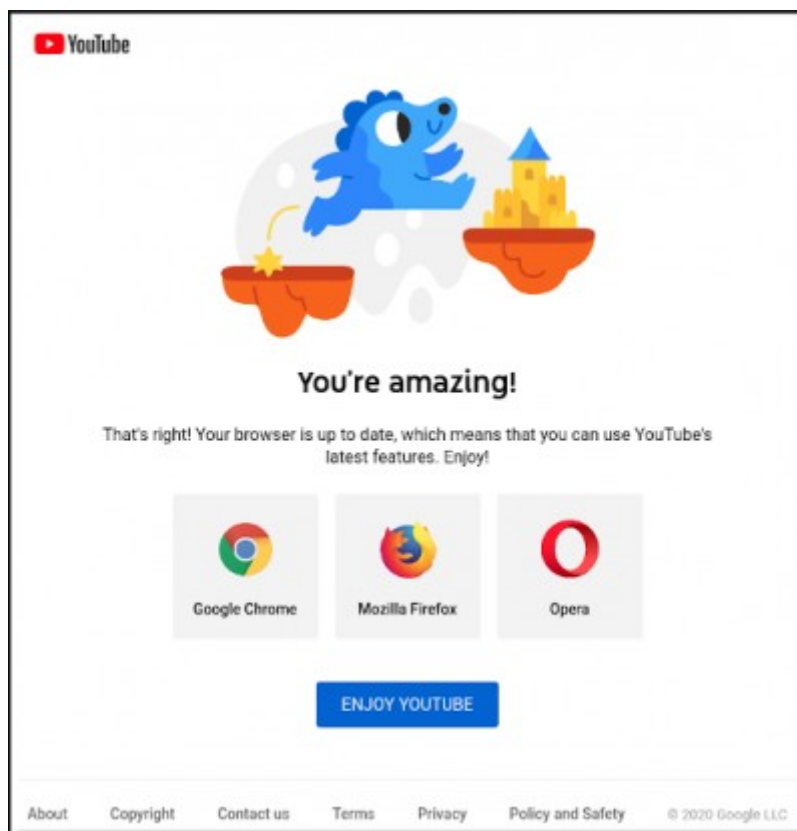 YouTube
You're amazing!
That's right! Your browser is up to date, which means that you can use YouTube's
latest features. Enjoy!
Google Chrome
Mozilla Firefox
Opera
ENJOY YOUTUBE
About Copyright Contact us Terms Privacy Policy and Safety © 2020 Google LLC